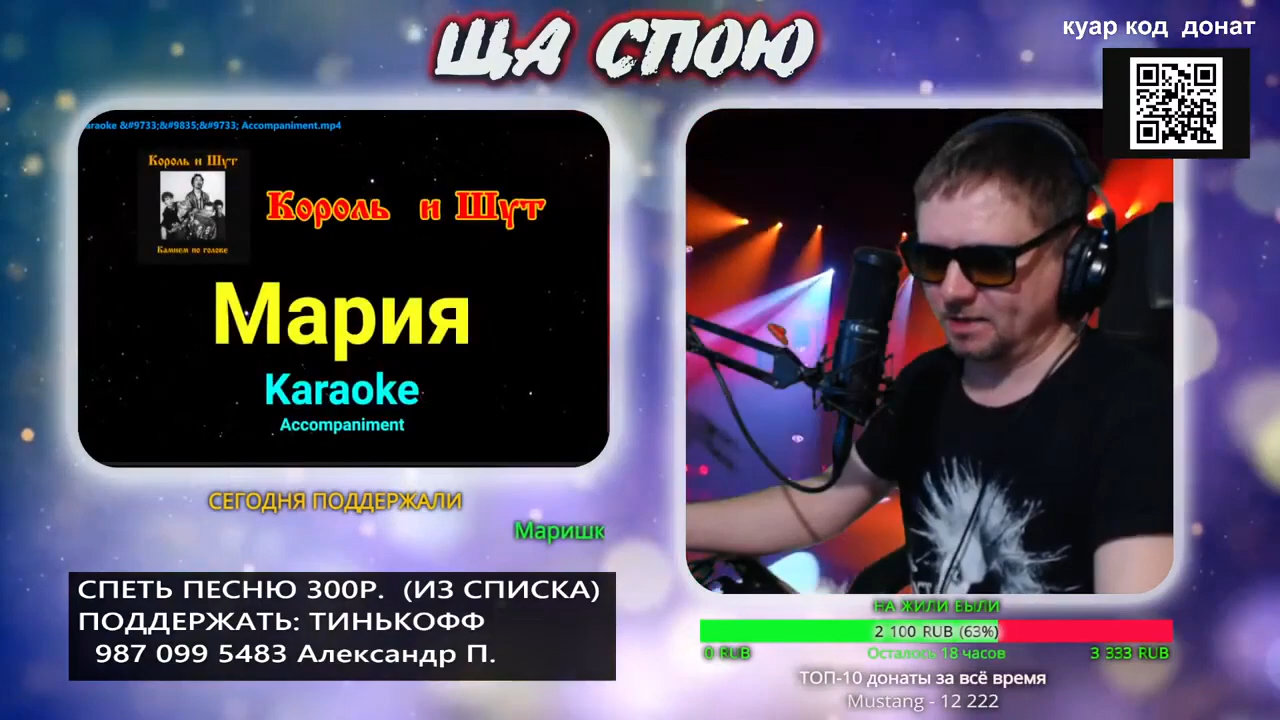 ЩА СПОЮ
куар код донат
araoke &#9733;&#9835;&#9733; Accompaniment.mp4
Король и Шут
Камнем по голове
Король и Шут
Мария
Karaoke
Accompaniment
СЕГОДНЯ ПОДДЕРЖАЛИ
Маришк
СПЕТЬ ПЕСНЮ 300Р. (ИЗ СПИСКА)
ПОДДЕРЖАТЬ: ТИНЬКОФФ
987 099 5483 Александр П.
НА ЖИЛИ БЫЛИ
2 100 RUB (63%)
0 RUB
Осталось 18 часов
3 333 RUB
ТОП-10 донаты за всё время
Mustang - 12 222